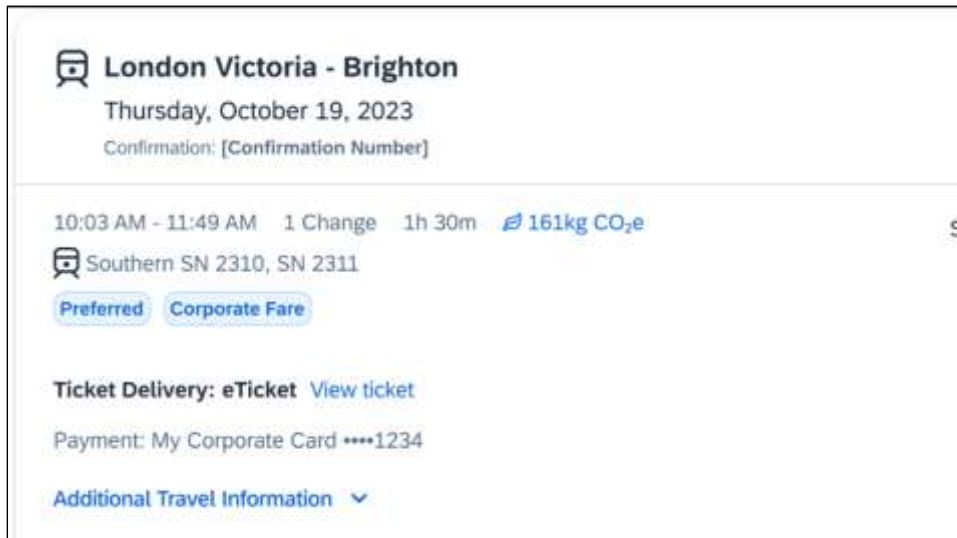 London Victoria - Brighton
Thursday, October 19, 2023
Confirmation: [Confirmation Number]
10:03 AM - 11:49 AM 1 Change 1h 30m 161kg CO₂e
Southern SN 2310, SN 2311
Preferred Corporate Fare
Ticket Delivery: eTicket View ticket
Payment: My Corporate Card ••••1234
Additional Travel Information